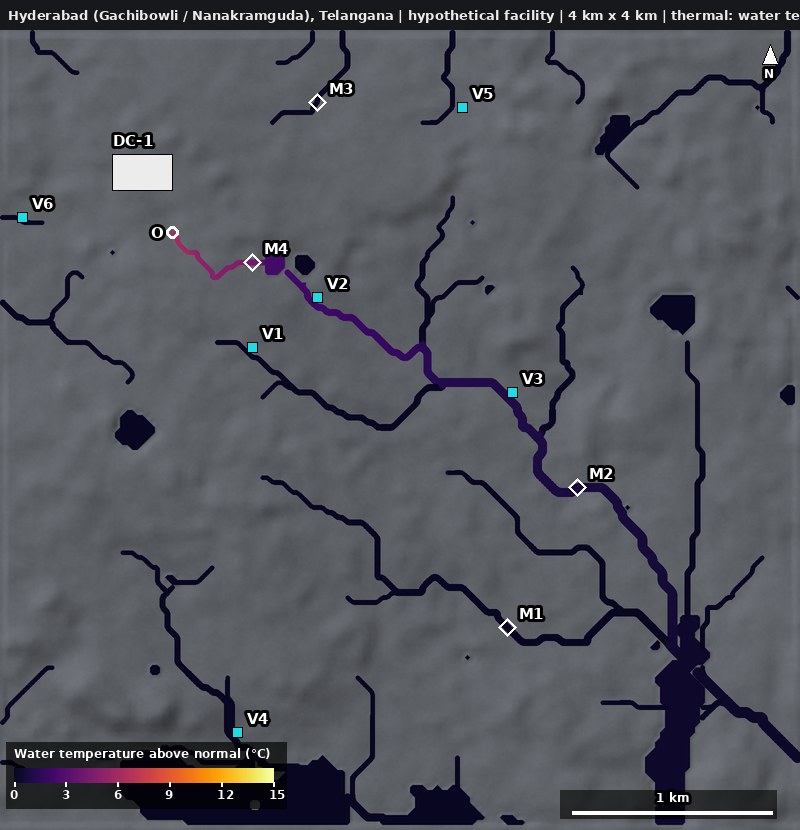 Hyderabad (Gachibowli / Nanakramguda), Telangana | hypothetical facility | 4 km x 4 km | thermal: water te
N
M3
V5
DC-1
V6
O
M4
V2
V1
V3
M2
M1
V4
Water temperature above normal (°C)
0 3 6 9 12 15
1 km